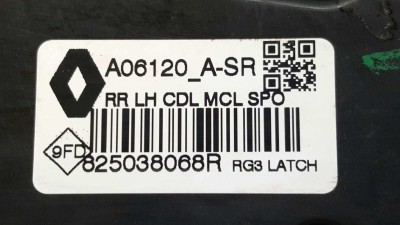 A06120_A-SR
RR LH CDL MCL SPO
9FD
825038068R RG3 LATCH